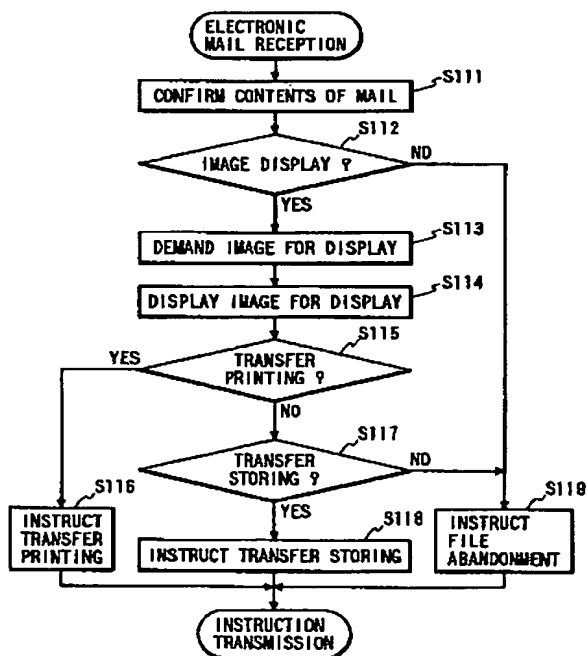 ELECTRONIC
MAIL RECEPTION
S111
CONFIRM CONTENTS OF MAIL
S112
IMAGE DISPLAY ?
NO
YES
S113
DEMAND IMAGE FOR DISPLAY
S114
DISPLAY IMAGE FOR DISPLAY
S115
YES
TRANSFER
PRINTING ?
NO
S117
TRANSFER
STORING ?
NO
S116
YES
S118
S119
INSTRUCT
TRANSFER
PRINTING
INSTRUCT TRANSFER STORING
INSTRUCT
FILE
ABANDONMENT
INSTRUCTION
TRANSMISSION